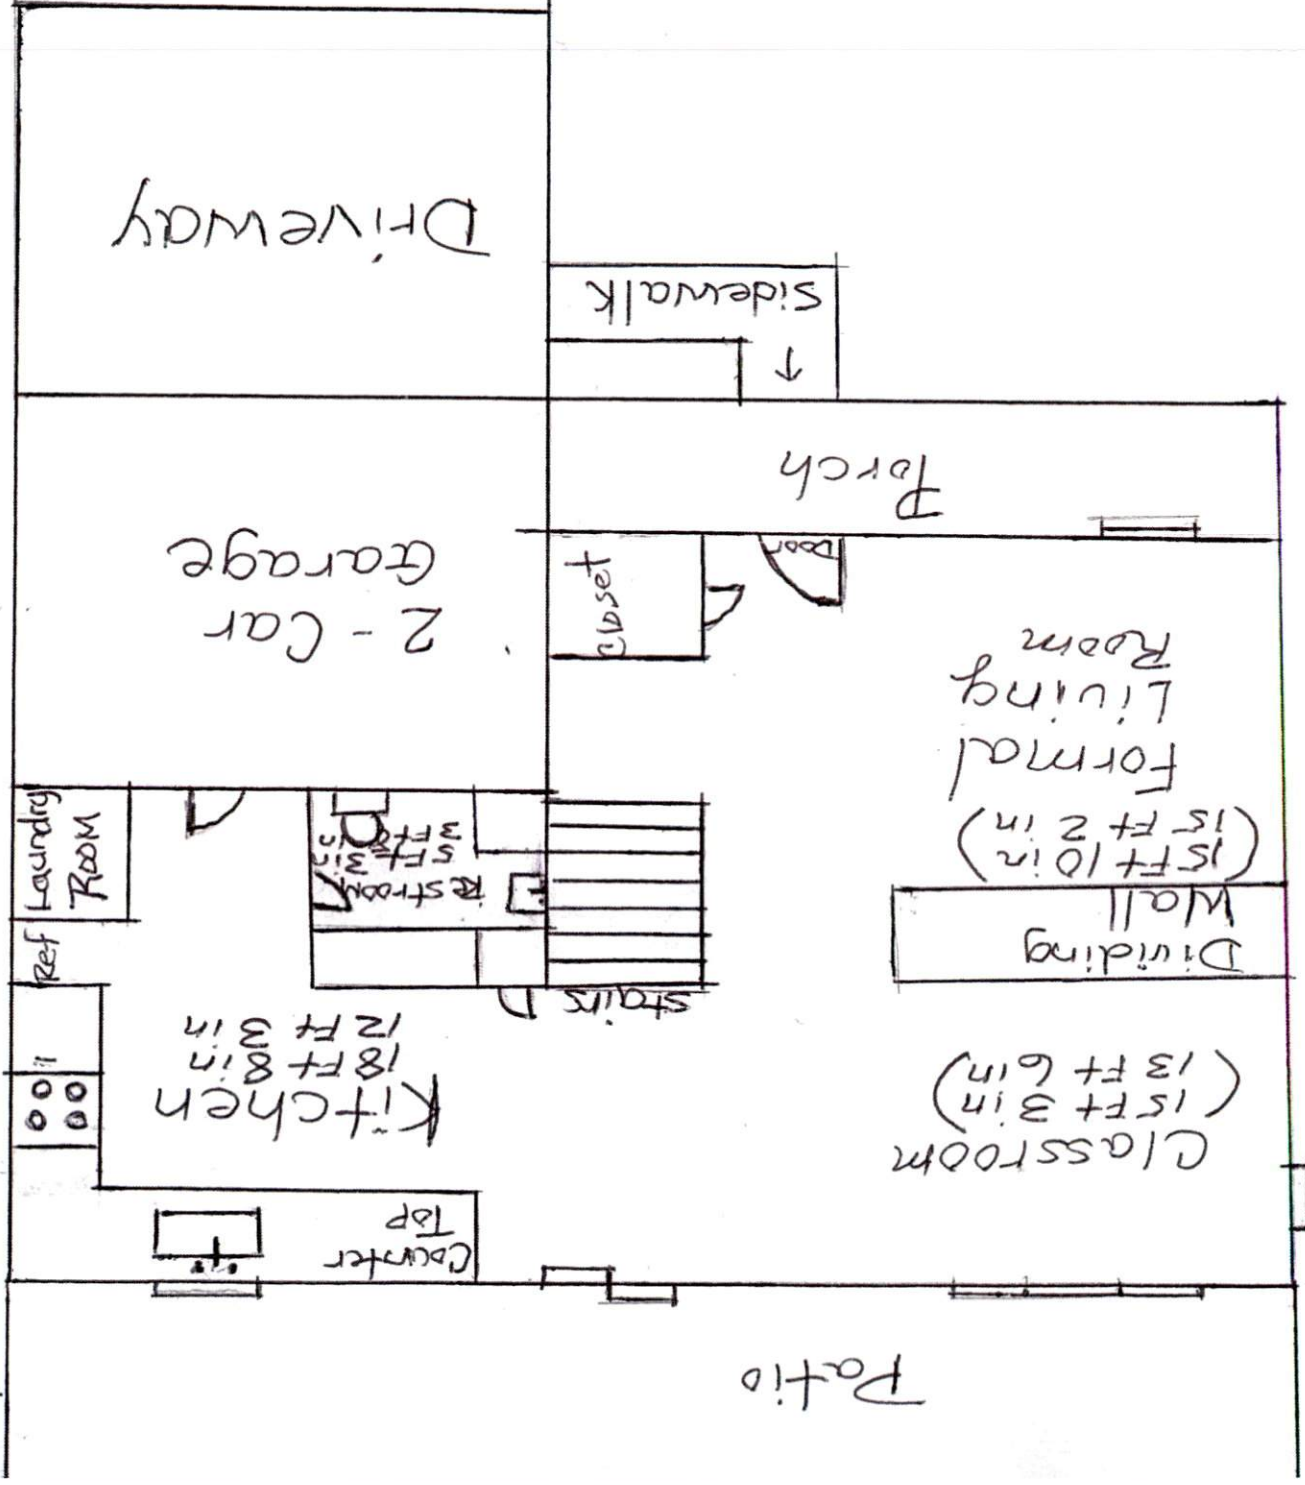 Patio
Counter
Top
Classroom
(15 Ft 3 in
13 Ft 6 in)
Kitchen
18 Ft 8 in
12 Ft 3 in
Stairs
Dividing
Wall
Ref
Restroom
5 Ft 3 in
(15 Ft 10 in
15 Ft 2 in)
Formal
Living
Room
Laundry
Room
2-Car
Garage
Closet
Door
Porch
Sidewalk
Driveway